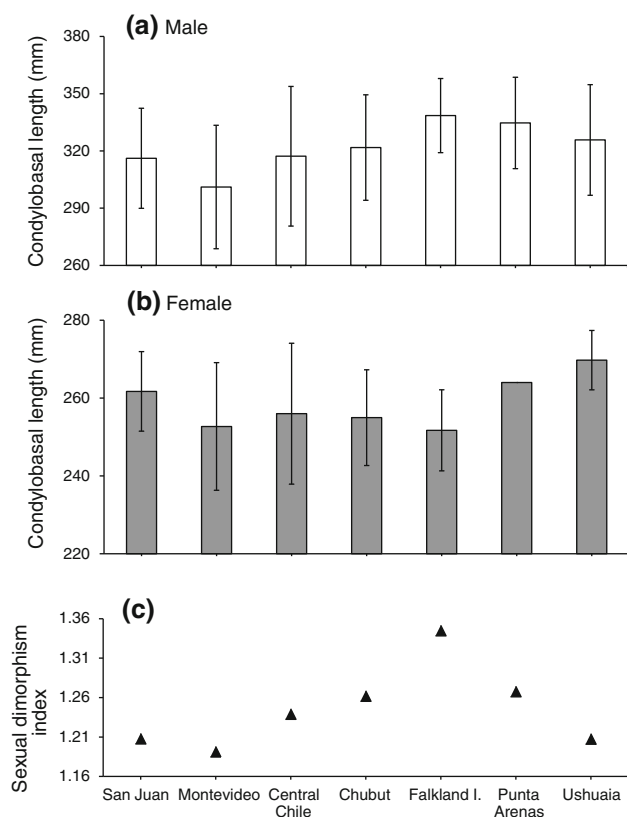 (a) Male
Condylobasal length (mm)
380
350
320
290
260
(b) Female
Condylobasal length (mm)
280
260
240
220
(c)
Sexual dimorphism
index
1.36
1.31
1.26
1.21
1.16
San Juan Montevideo Central Chubut Falkland I. Punta Ushuaia
Chile Arenas